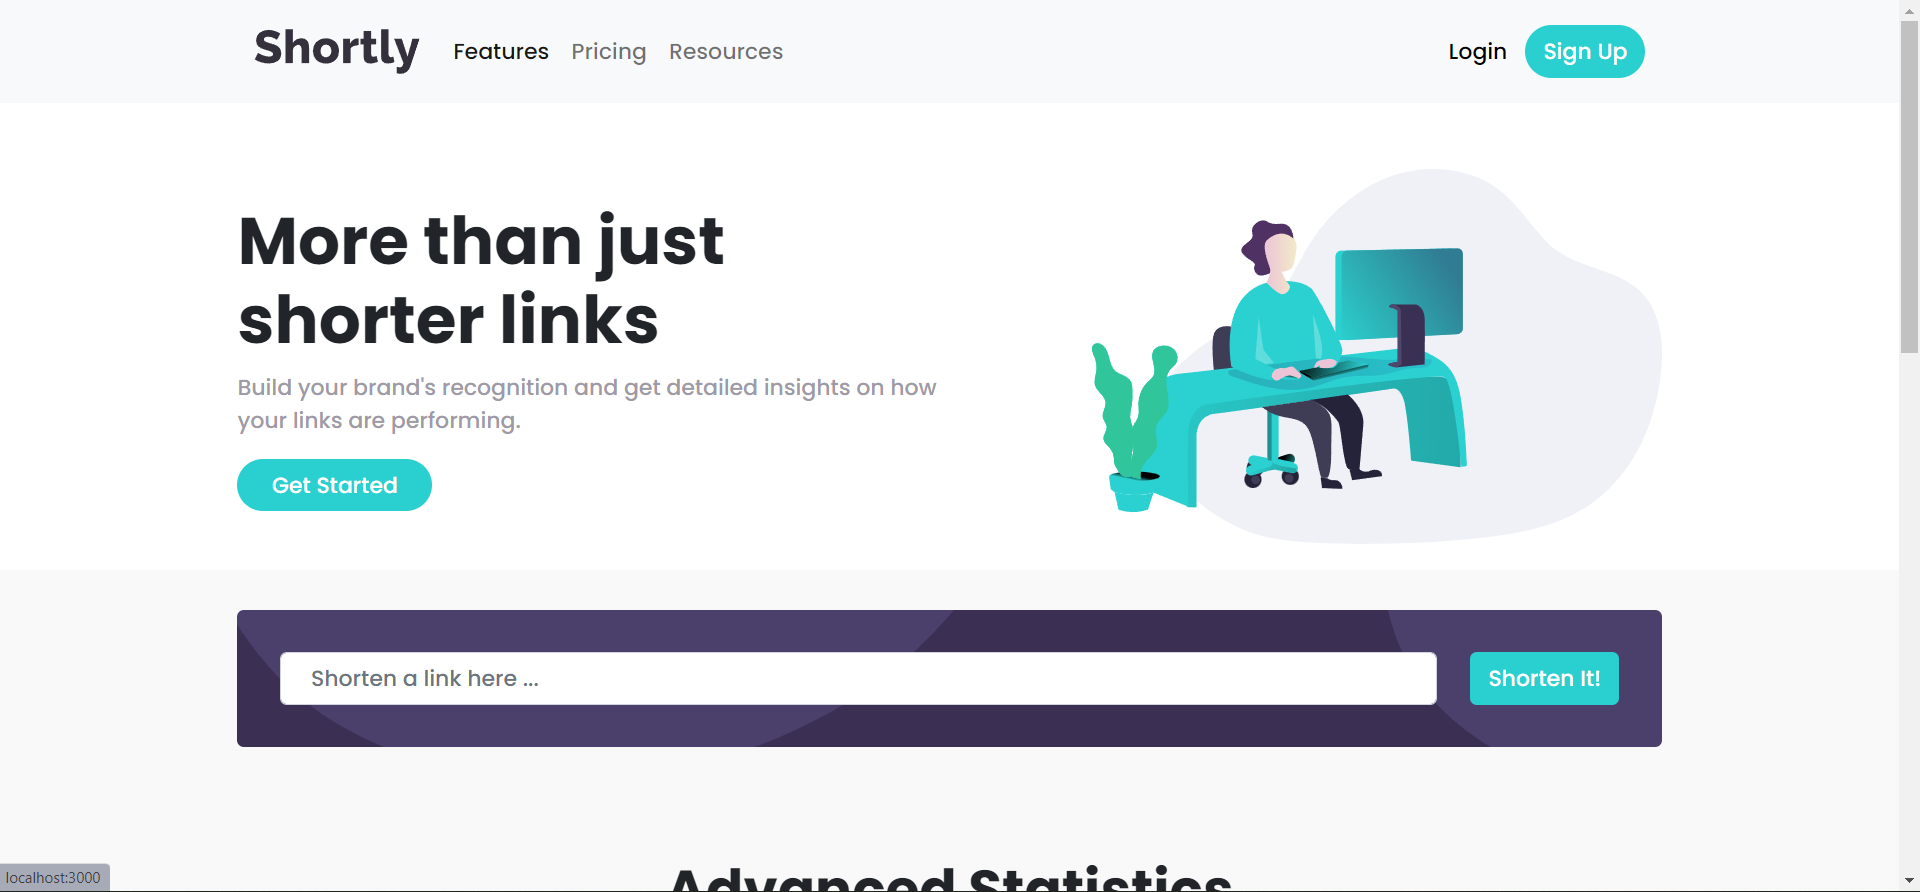 Shortly Features Pricing Resources Login Sign Up
More than just
shorter links
Build your brand's recognition and get detailed insights on how
your links are performing.
Get Started
Shorten a link here ... Shorten It!
Advanced Statistics
localhost:3000